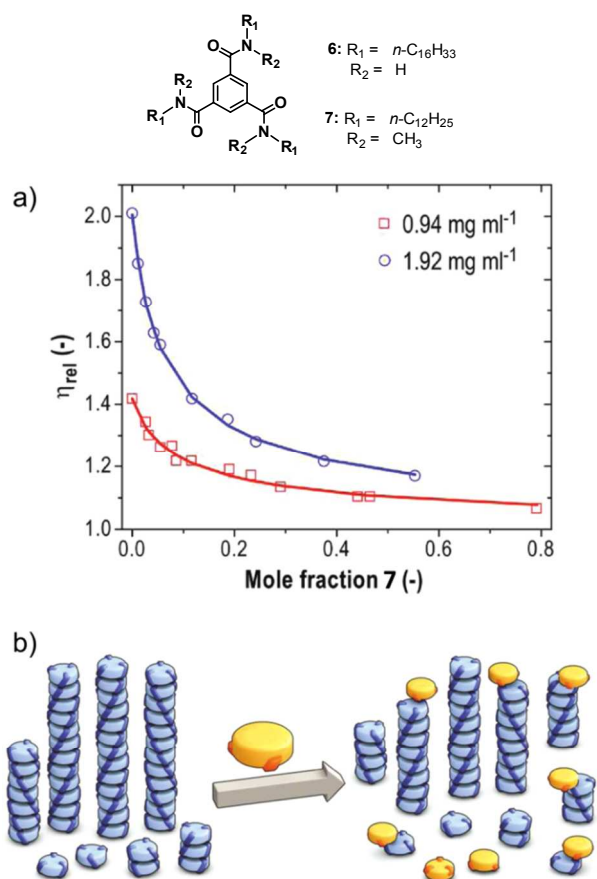 R₁
O N R₂
R₂
R₁ N O
O N
R₂ R₁
6: R₁ = n-C₁₆H₃₃
R₂ = H
7: R₁ = n-C₁₂H₂₅
R₂ = CH₃
a)
0.94 mg ml⁻¹
1.92 mg ml⁻¹
2.0
1.8
1.6
1.4
1.2
1.0
η_rel (-)
0.0 0.2 0.4 0.6 0.8
Mole fraction 7 (-)
b)